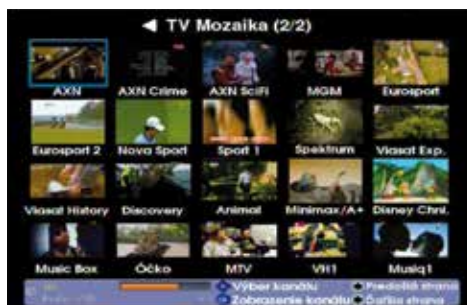 ◀ TV Mozaika (2/2)
AXN AXN Crime AXN SciFi MGM Eurosport
Eurosport 2 Nova Sport Sport 1 Spektrum Viasat Exp.
Viasat History Discovery Animal Minimax/A+ Disney Chnl.
Music Box Óčko MTV VH1 Musiq1
Výber kanálu Predošlá strana
Zobrazenie kanálu Ďalšia strana